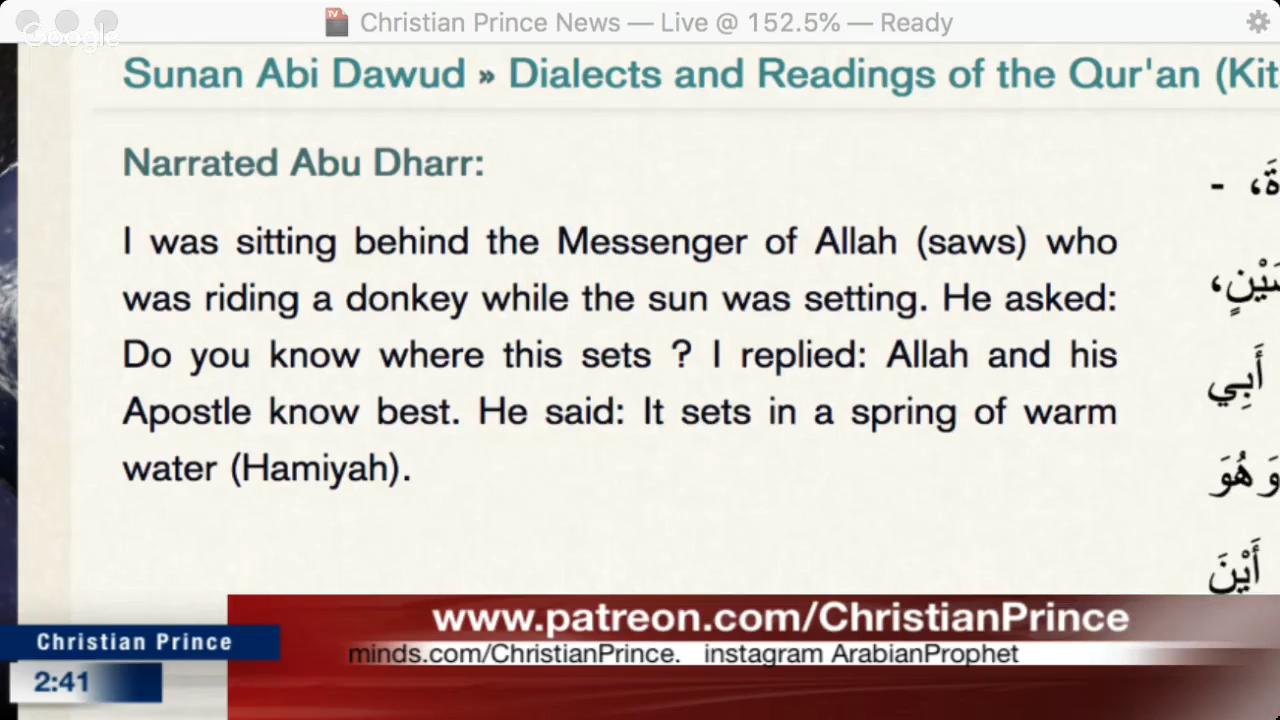 Christian Prince News — Live @ 152.5% — Ready
Google
Sunan Abi Dawud » Dialects and Readings of the Qur'an (Kit
Narrated Abu Dharr:
I was sitting behind the Messenger of Allah (saws) who
was riding a donkey while the sun was setting. He asked:
Do you know where this sets ? I replied: Allah and his
Apostle know best. He said: It sets in a spring of warm
water (Hamiyah).
ةَ، -
أَبِي
وَهُوَ
أَيْنَ
www.patreon.com/ChristianPrince
minds.com/ChristianPrince. instagram ArabianProphet
Christian Prince
2:41